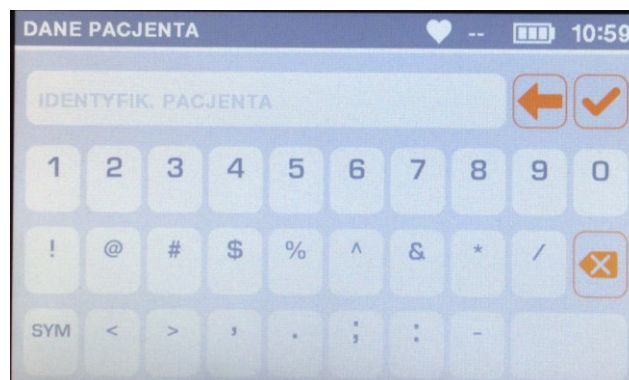 DANE PACJENTA -- 10:59
IDENTYFIK. PACJENTA
1 2 3 4 5 6 7 8 9 0
! @ # $ % ^ & * /
SYM < > , . ; : -